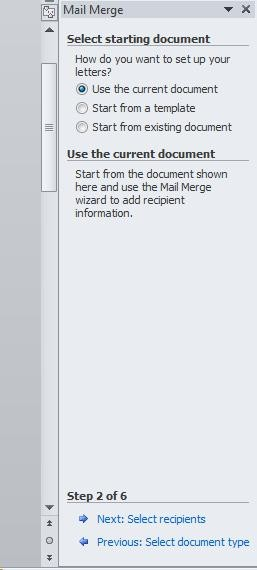 Mail Merge
Select starting document
How do you want to set up your
letters?
Use the current document
Start from a template
Start from existing document
Use the current document
Start from the document shown
here and use the Mail Merge
wizard to add recipient
information.
Step 2 of 6
Next: Select recipients
Previous: Select document type